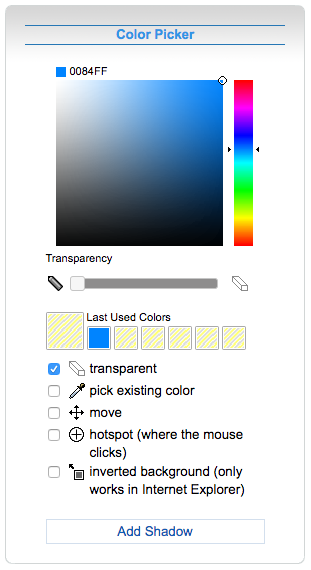 Color Picker
0084FF
Transparency
Last Used Colors
transparent
pick existing color
move
hotspot (where the mouse
clicks)
inverted background (only
works in Internet Explorer)
Add Shadow